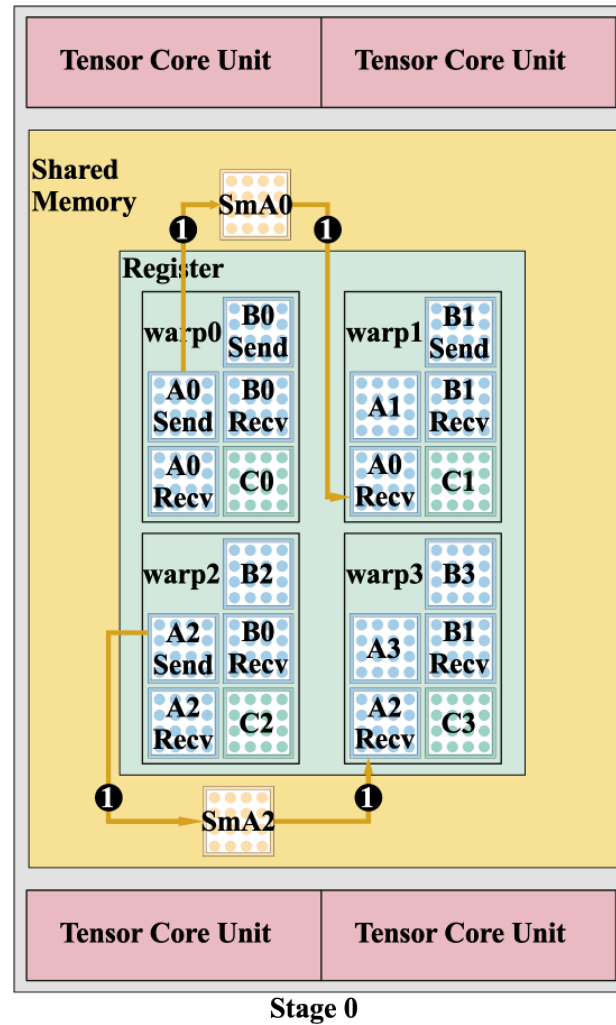 Tensor Core Unit
Tensor Core Unit
Shared
Memory
SmA0
1
1
Register
warp0
B0
Send
A0
Send
B0
Recv
A0
Recv
C0
warp1
B1
Send
A1
B1
Recv
A0
Recv
C1
warp2
B2
A2
Send
B0
Recv
A2
Recv
C2
warp3
B3
A3
B1
Recv
A2
Recv
C3
1
SmA2
1
Tensor Core Unit
Tensor Core Unit
Stage 0